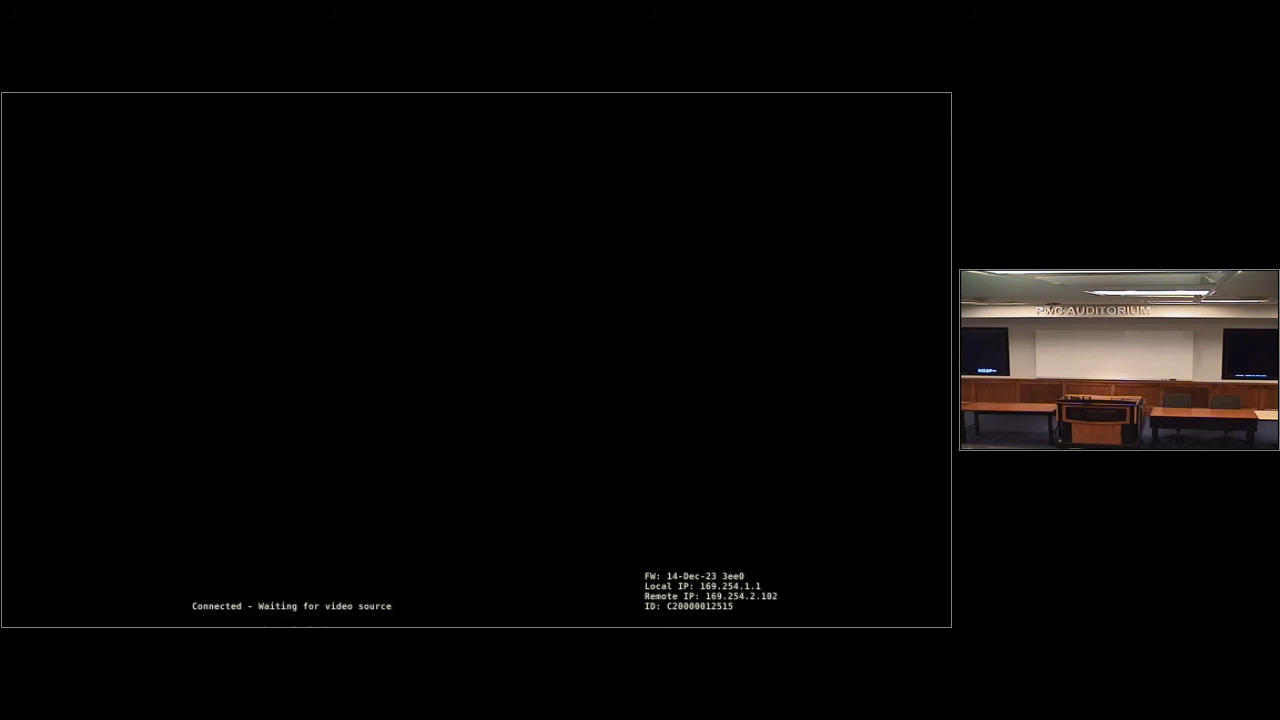 Connected - Waiting for video source
FW: 14-Dec-23 3ee0
Local IP: 169.254.1.1
Remote IP: 169.254.2.102
ID: C20000012515
PWC AUDITORIUM